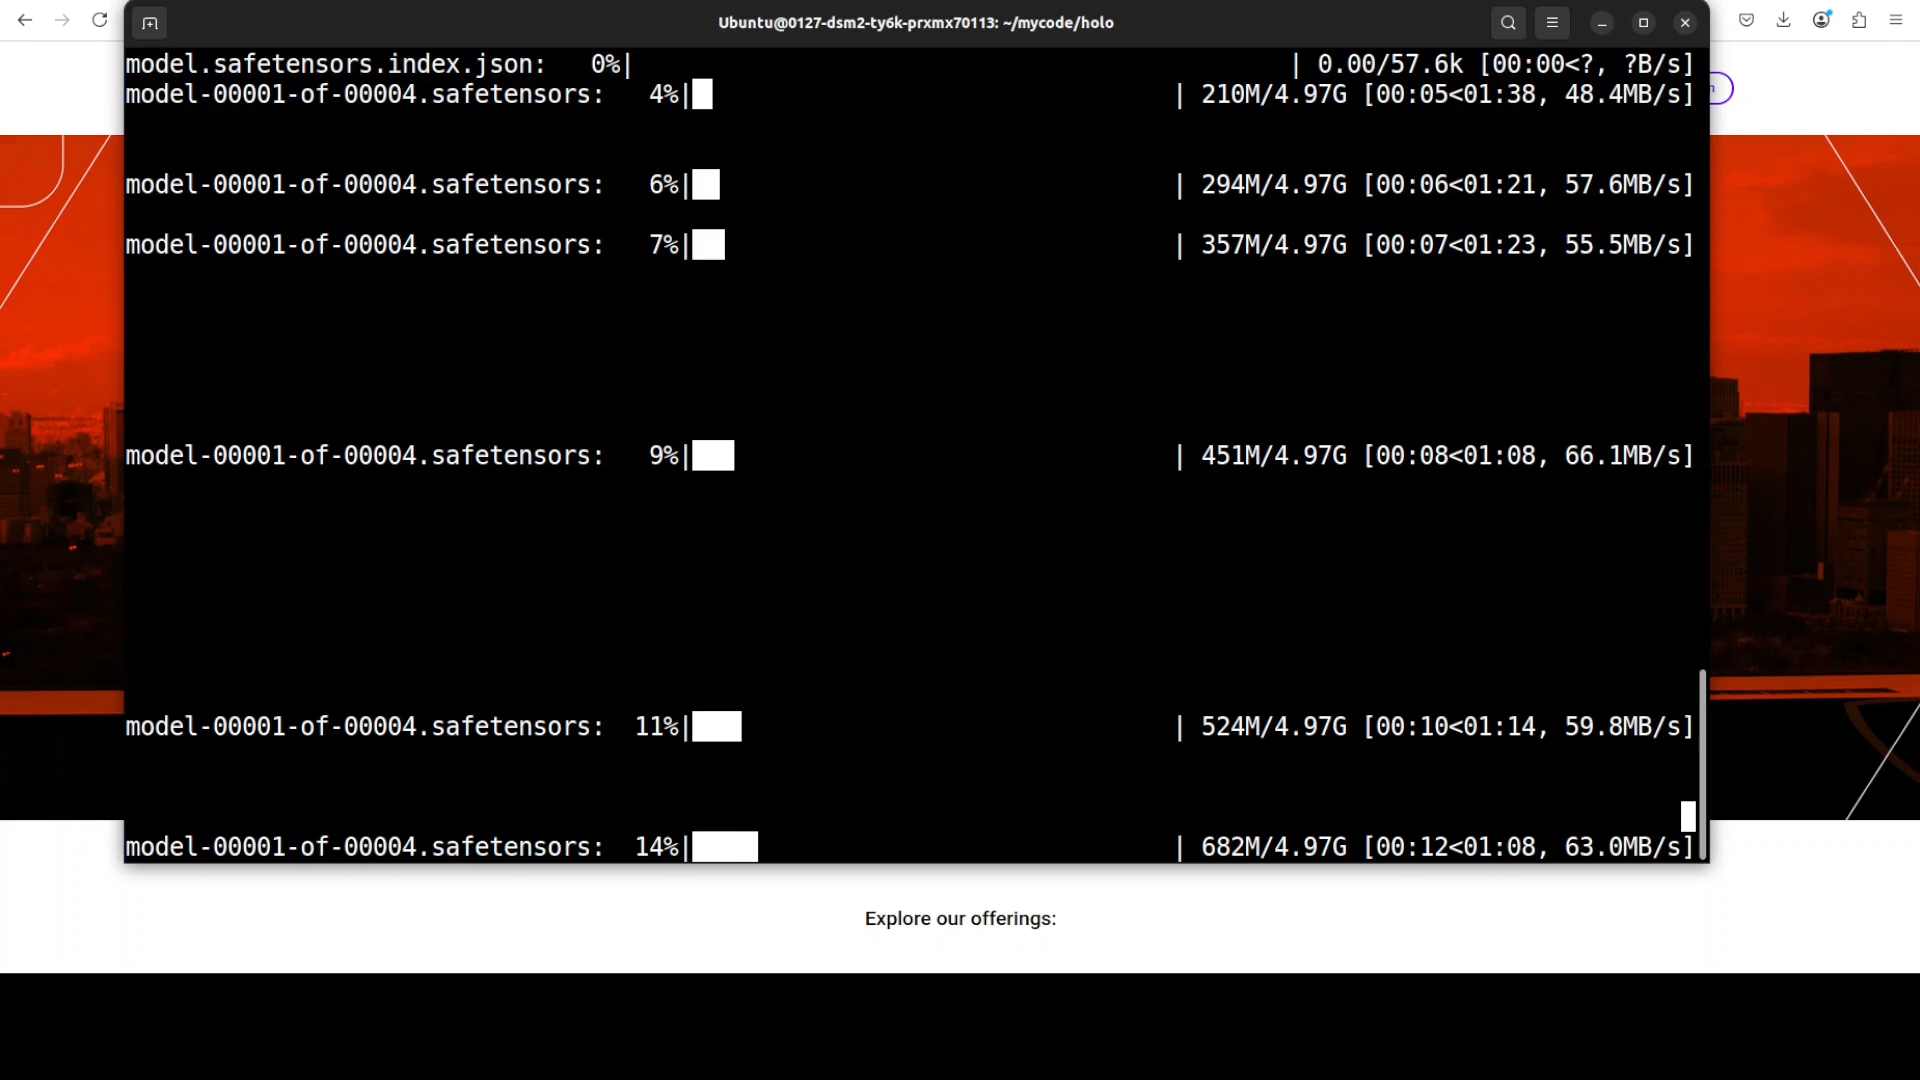 Ubuntu@0127-dsm2-ty6k-prxmx70113: ~/mycode/holo
model.safetensors.index.json:   0%|                | 0.00/57.6k [00:00<?, ?B/s]
model-00001-of-00004.safetensors:   4%|                | 210M/4.97G [00:05<01:38, 48.4MB/s]
model-00001-of-00004.safetensors:   6%|                | 294M/4.97G [00:06<01:21, 57.6MB/s]
model-00001-of-00004.safetensors:   7%|                | 357M/4.97G [00:07<01:23, 55.5MB/s]
model-00001-of-00004.safetensors:   9%|                | 451M/4.97G [00:08<01:08, 66.1MB/s]
model-00001-of-00004.safetensors:  11%|                | 524M/4.97G [00:10<01:14, 59.8MB/s]
model-00001-of-00004.safetensors:  14%|                | 682M/4.97G [00:12<01:08, 63.0MB/s]
Explore our offerings: